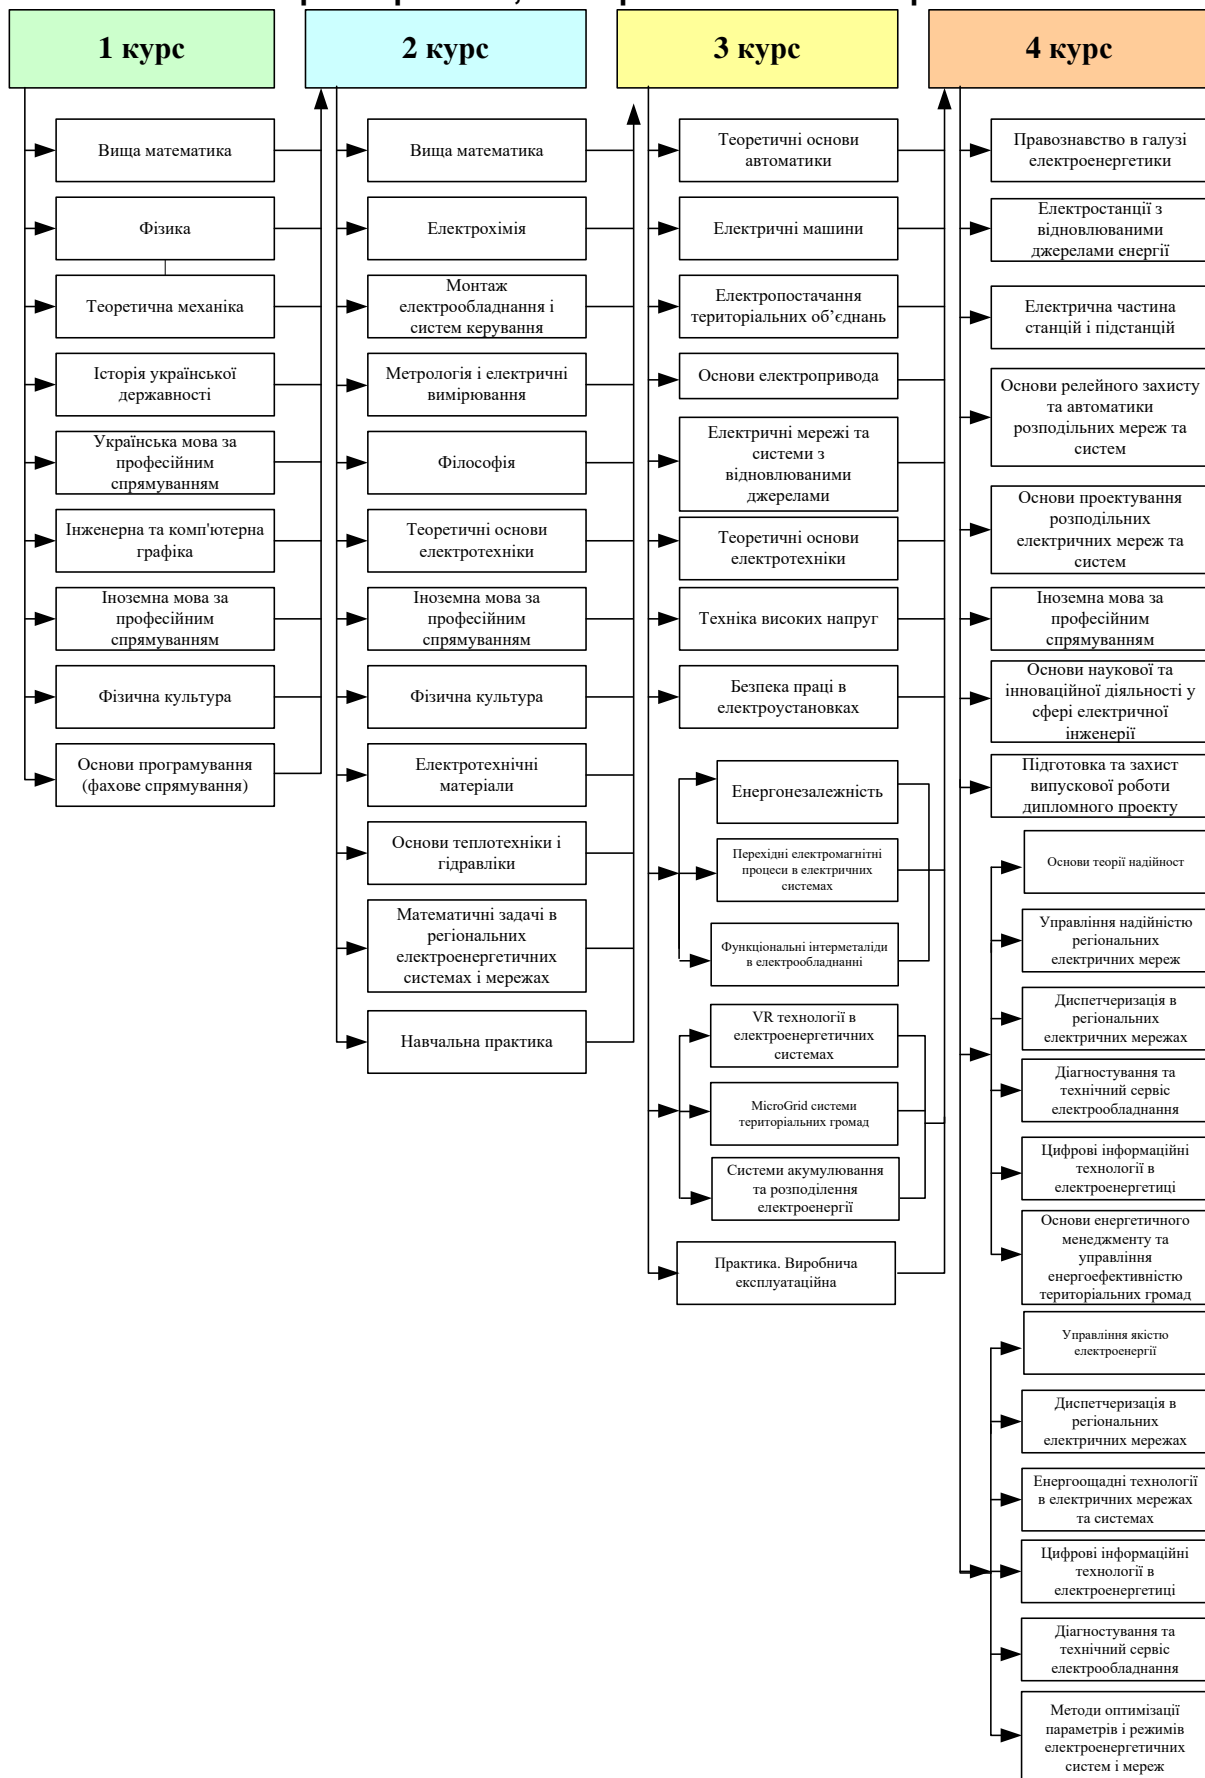 1 курс
Вища математика
Фізика
Теоретична механіка
Історія української
державності
Українська мова за
професійним
спрямуванням
Інженерна та комп'ютерна
графіка
Іноземна мова за
професійним
спрямуванням
Фізична культура
Основи програмування
(фахове спрямування)
2 курс
Вища математика
Електрохімія
Монтаж
електрообладнання і
систем керування
Метрологія і електричні
вимірювання
Філософія
Теоретичні основи
електротехніки
Іноземна мова за
професійним
спрямуванням
Фізична культура
Електротехнічні
матеріали
Основи теплотехніки і
гідравліки
Математичні задачі в
регіональних
електроенергетичних
системах і мережах
Навчальна практика
3 курс
Теоретичні основи
автоматики
Електричні машини
Електропостачання
територіальних об’єднань
Основи електропривода
Електричні мережі та
системи з
відновлюваними
джерелами
Теоретичні основи
електротехніки
Техніка високих напруг
Безпека праці в
електроустановках
Енергонезалежність
Перехідні електромагнітні
процеси в електричних
системах
Функціональні інтерметаліди
в електрообладнанні
VR технології в
електроенергетичних
системах
MicroGrid системи
територіальних громад
Системи акумулювання
та розподілення
електроенергії
Практика. Виробнича
експлуатаційна
4 курс
Правознавство в галузі
електроенергетики
Електростанції з
відновлюваними
джерелами енергії
Електрична частина
станцій і підстанцій
Основи релейного захисту
та автоматики
розподільних мереж та
систем
Основи проектування
розподільних
електричних мереж та
систем
Іноземна мова за
професійним
спрямуванням
Основи наукової та
інноваційної діяльності у
сфері електричної
інженерії
Підготовка та захист
випускової роботи
дипломного проекту
Основи теорії надійност
Управління надійністю
регіональних
електричних мереж
Диспетчеризація в
регіональних
електричних мережах
Діагностування та
технічний сервіс
електрообладнання
Цифрові інформаційні
технології в
електроенергетиці
Основи енергетичного
менеджменту та
управління
енергоефективністю
територіальних громад
Управління якістю
електроенергії
Диспетчеризація в
регіональних
електричних мережах
Енергоощадні технології
в електричних мережах
та системах
Цифрові інформаційні
технології в
електроенергетиці
Діагностування та
технічний сервіс
електрообладнання
Методи оптимізації
параметрів і режимів
електроенергетичних
систем і мереж